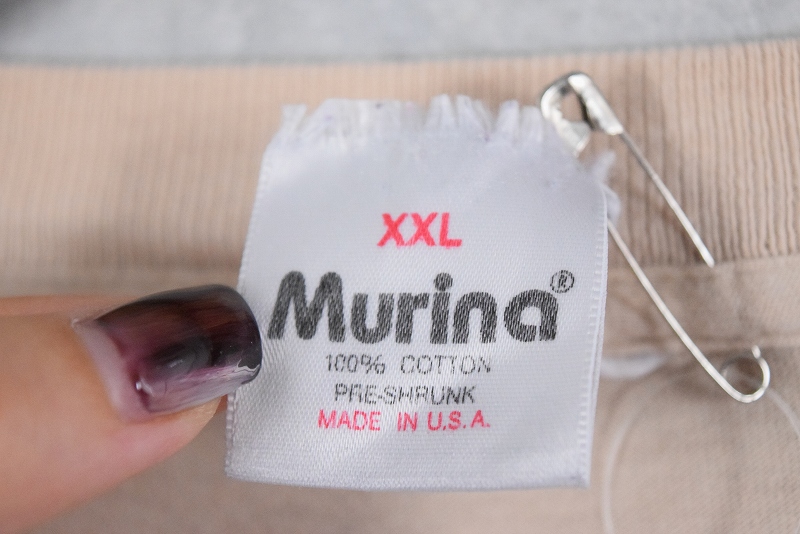 XXL
Murina®
100% COTTON
PRE-SHRUNK
MADE IN U.S.A.